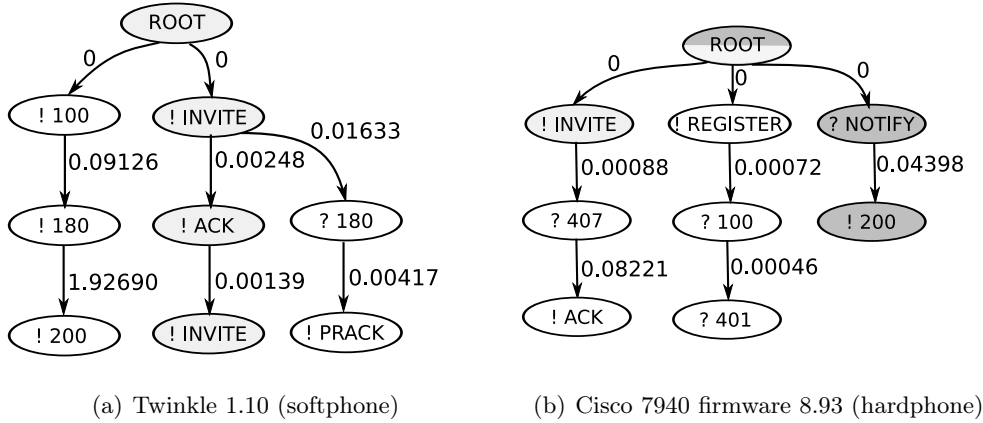 ROOT
0
0
! 100
! INVITE
0.01633
0.09126
0.00248
! 180
! ACK
? 180
1.92690
0.00139
0.00417
! 200
! INVITE
! PRACK
(a) Twinkle 1.10 (softphone)
ROOT
0
0
0
! INVITE
! REGISTER
? NOTIFY
0.00088
0.00072
0.04398
? 407
? 100
! 200
0.08221
0.00046
! ACK
? 401
(b) Cisco 7940 firmware 8.93 (hardphone)